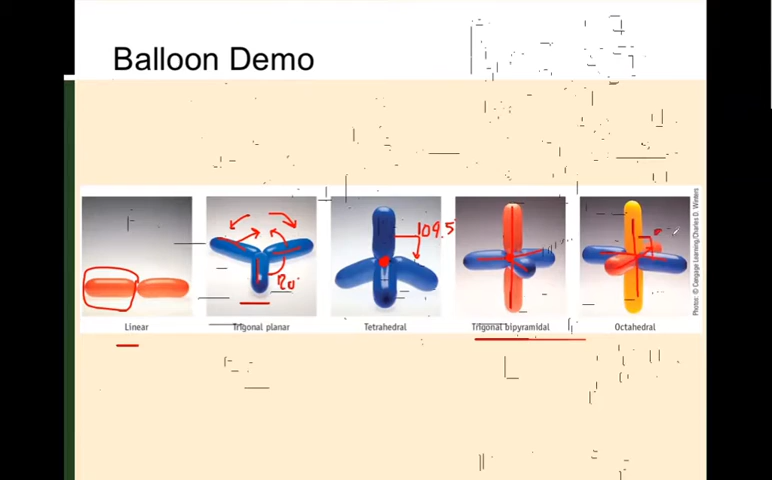 Balloon Demo
109.5
120°
Linear
Trigonal planar
Tetrahedral
Trigonal bipyramidal
Octahedral
Photos: © Cengage Learning/Charles D. Winters